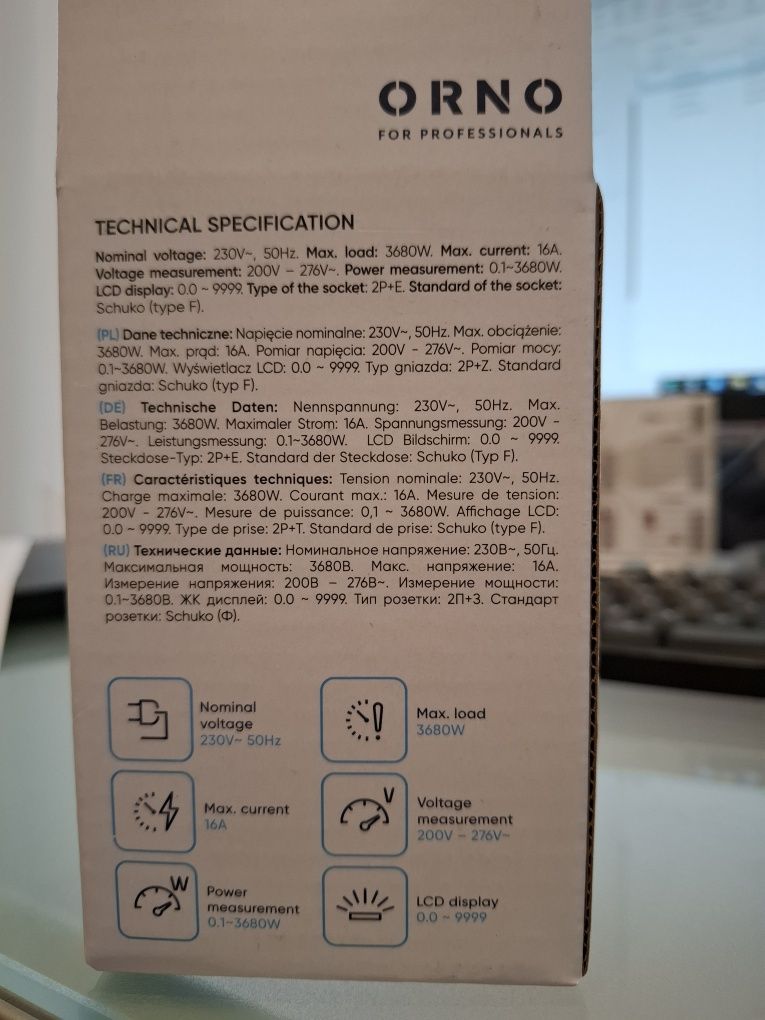 ORNO
FOR PROFESSIONALS
TECHNICAL SPECIFICATION
Nominal voltage: 230V~, 50Hz. Max. load: 3680W. Max. current: 16A.
Voltage measurement: 200V – 276V~. Power measurement: 0.1~3680W.
LCD display: 0.0 ~ 9999. Type of the socket: 2P+E. Standard of the socket:
Schuko (type F).
(PL) Dane techniczne: Napięcie nominalne: 230V~, 50Hz. Max. obciążenie:
3680W. Max. prąd: 16A. Pomiar napięcia: 200V - 276V~. Pomiar mocy:
0.1~3680W. Wyświetlacz LCD: 0.0 ~ 9999. Typ gniazda: 2P+Z. Standard
gniazda: Schuko (typ F).
(DE) Technische Daten: Nennspannung: 230V~, 50Hz. Max.
Belastung: 3680W. Maximaler Strom: 16A. Spannungsmessung: 200V -
276V~. Leistungsmessung: 0.1~3680W. LCD Bildschirm: 0.0 ~ 9999.
Steckdose-Typ: 2P+E. Standard der Steckdose: Schuko (Typ F).
(FR) Caractéristiques techniques: Tension nominale: 230V~, 50Hz.
Charge maximale: 3680W. Courant max.: 16A. Mesure de tension:
200V - 276V~. Mesure de puissance: 0,1 ~ 3680W. Affichage LCD:
0.0 ~ 9999. Type de prise: 2P+T. Standard de prise: Schuko (type F).
(RU) Технические данные: Номинальное напряжение: 230В~, 50Гц.
Максимальная мощность: 3680В. Макс. напряжение: 16А.
Измерение напряжения: 200В – 276В~. Измерение мощности:
0.1~3680В. ЖК дисплей: 0.0 ~ 9999. Тип розетки: 2П+З. Стандарт
розетки: Schuko (Ф).
Nominal
voltage
230V~ 50Hz
Max. load
3680W
Max. current
16A
V
Voltage
measurement
200V – 276V~
W
Power
measurement
0.1~3680W
LCD display
0.0 ~ 9999